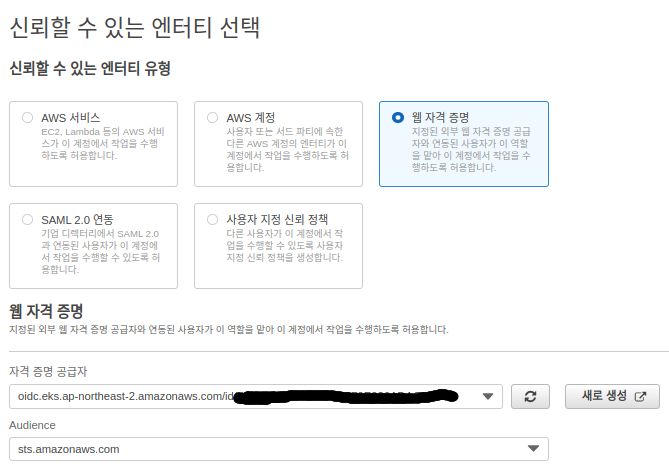 신뢰할 수 있는 엔터티 선택
신뢰할 수 있는 엔터티 유형
AWS 서비스
EC2, Lambda 등의 AWS 서비
스가 이 계정에서 작업을 수행
하도록 허용합니다.
AWS 계정
사용자 또는 서드 파티에 속한
다른 AWS 계정의 엔터티가 이
계정에서 작업을 수행하도록 허
용합니다.
웹 자격 증명
지정된 외부 웹 자격 증명 공급
자와 연동된 사용자가 이 역할
을 맡아 이 계정에서 작업을 수
행하도록 허용합니다.
SAML 2.0 연동
기업 디렉터리에서 SAML 2.0
과 연동된 사용자가 이 계정에
서 작업을 수행할 수 있도록 허
용합니다.
사용자 지정 신뢰 정책
다른 사용자가 이 계정에서 작
업을 수행할 수 있도록 사용자
지정 신뢰 정책을 생성합니다.
웹 자격 증명
지정된 외부 웹 자격 증명 공급자와 연동된 사용자가 이 역할을 맡아 이 계정에서 작업을 수행하도록 허용합니다.
자격 증명 공급자
oidc.eks.ap-northeast-2.amazonaws.com/id
새로 생성
Audience
sts.amazonaws.com